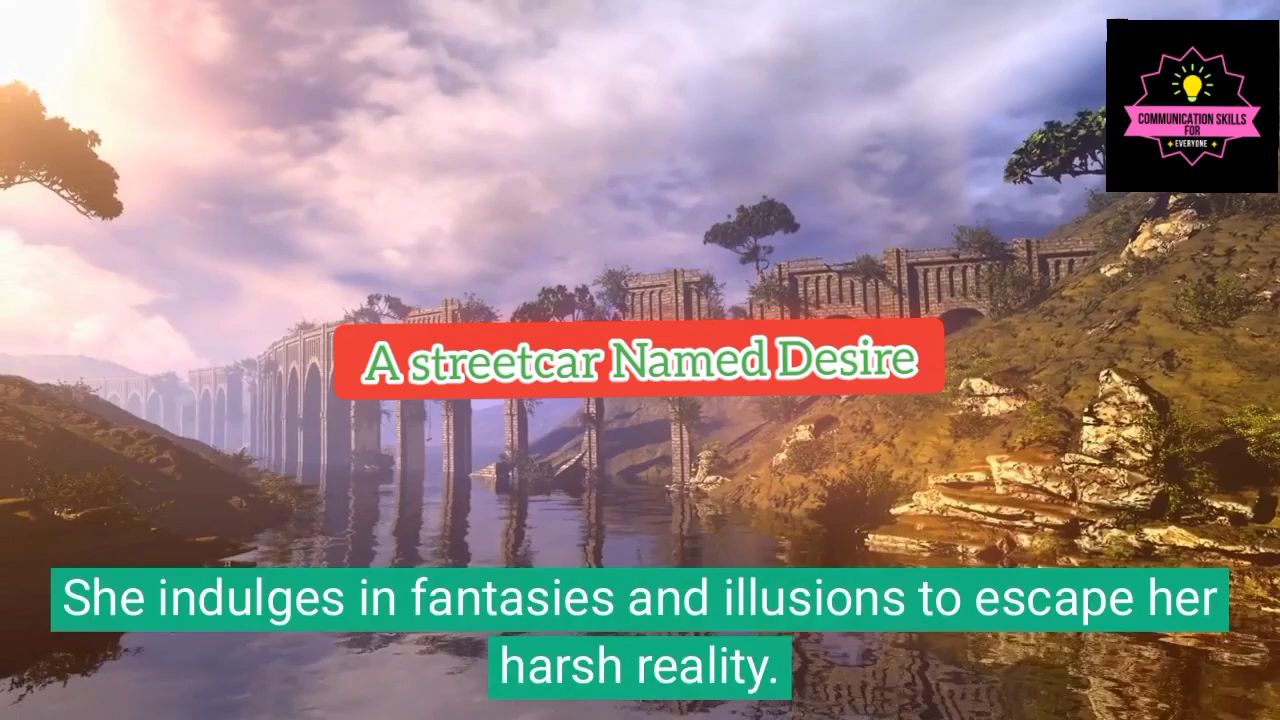 COMMUNICATION SKILLS
FOR
EVERYONE
A streetcar Named Desire
She indulges in fantasies and illusions to escape her
harsh reality.